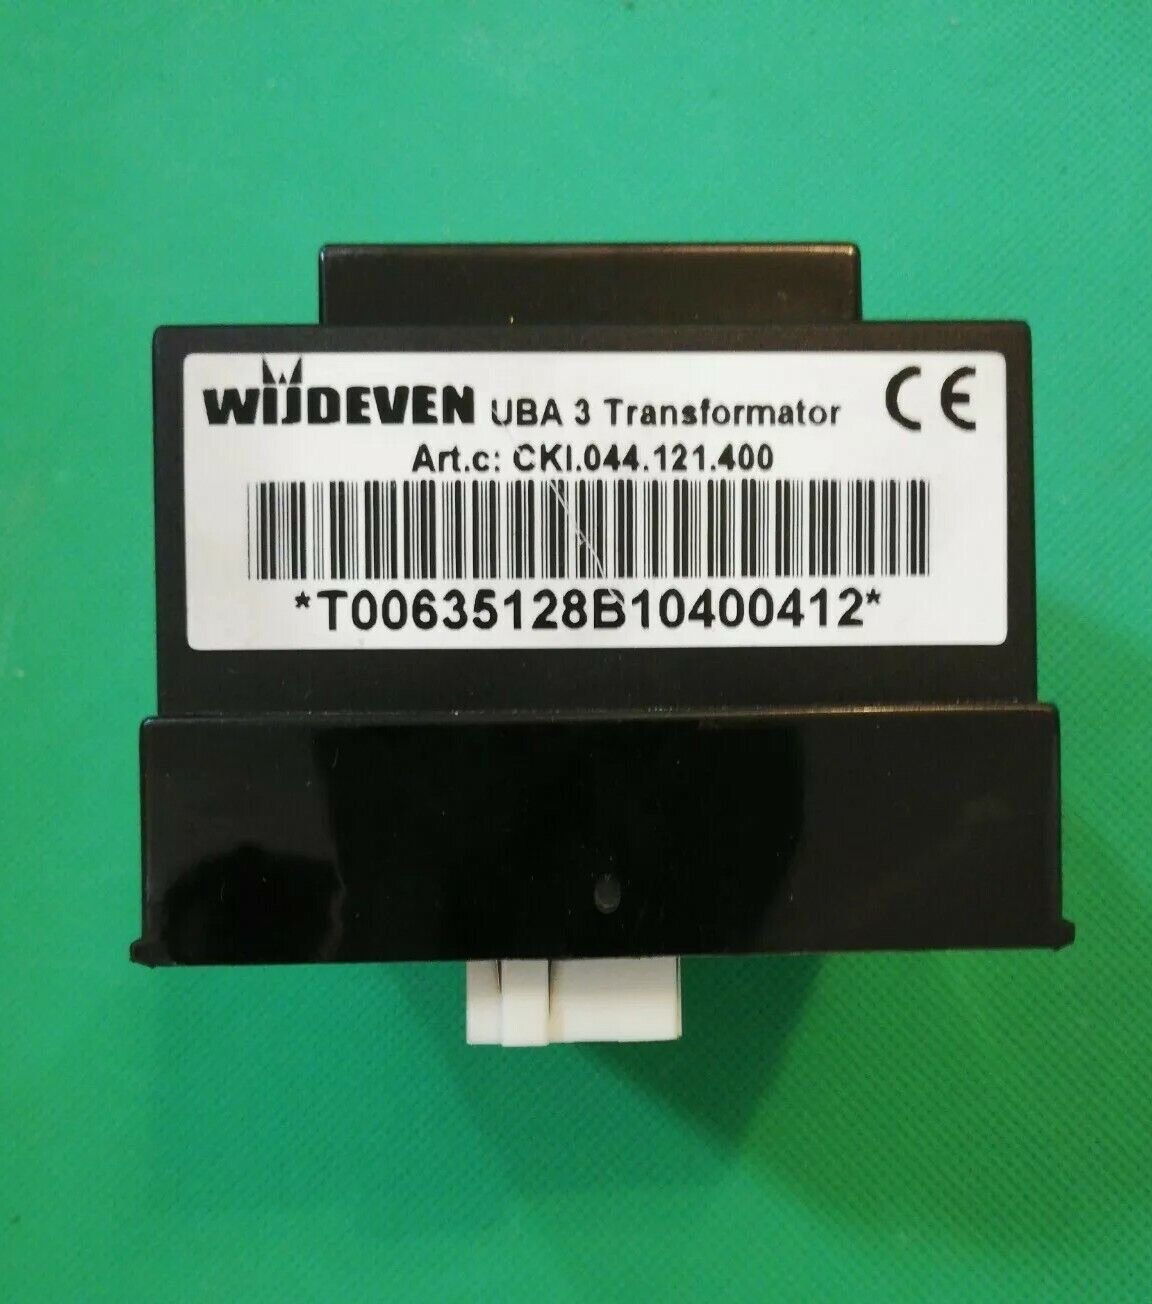 WIJDEVEN UBA 3 Transformator CE
Art.c: CKI.044.121.400
*T00635128B10400412*